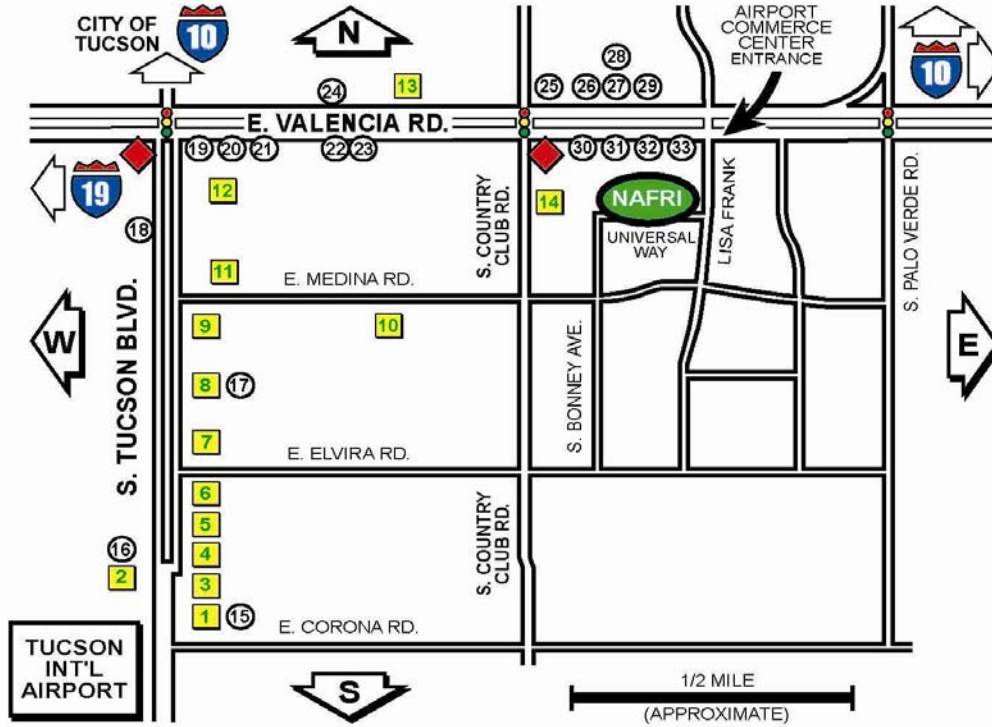 CITY OF
TUCSON
10
N
AIRPORT
COMMERCE
CENTER
ENTRANCE
10
28
13
24
25 26 27 29
E. VALENCIA RD.
19 20 21 22 23
30 31 32 33
19
12
14
NAFRI
UNIVERSAL
WAY
LISA FRANK
S. COUNTRY
CLUB RD.
S. PALO VERDE RD.
18
11
E. MEDINA RD.
W
S. TUCSON BLVD.
9
10
S. BONNEY AVE.
E
8
17
7
E. ELVIRA RD.
6
5
S. COUNTRY
CLUB RD.
16
4
2
3
1
15
E. CORONA RD.
TUCSON
INT'L
AIRPORT
S
1/2 MILE
(APPROXIMATE)